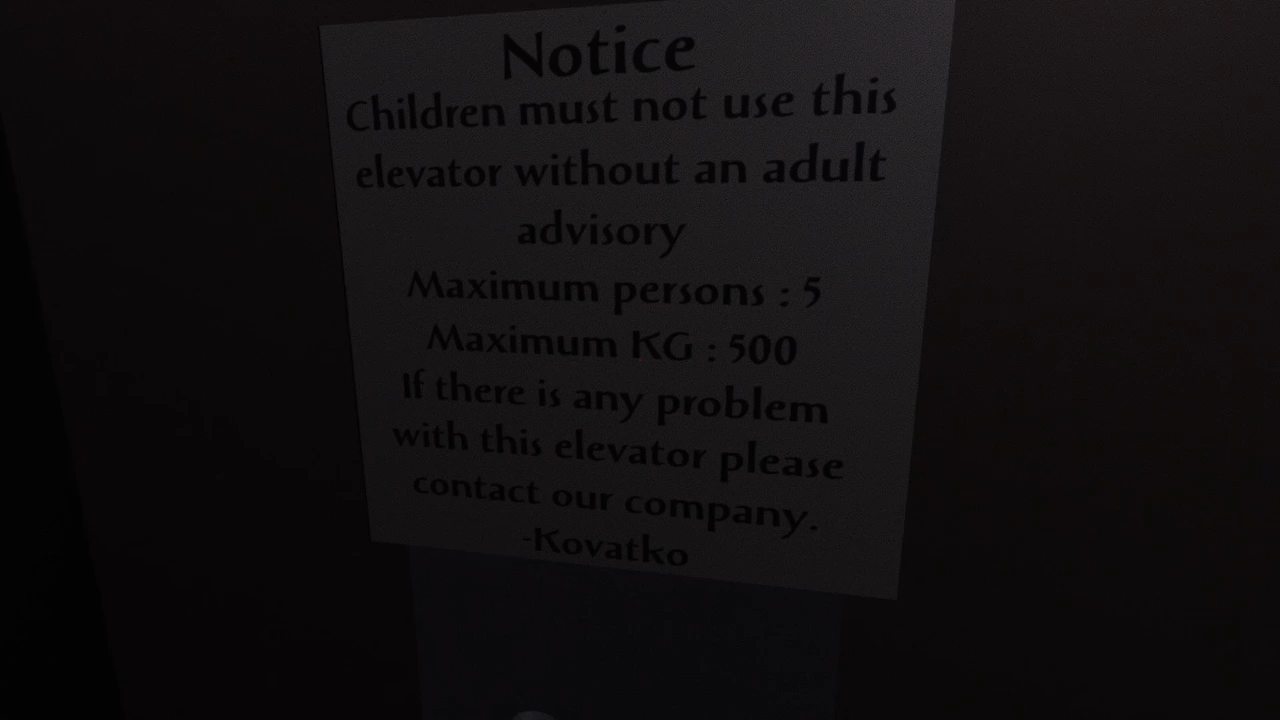 Notice
Children must not use this
elevator without an adult
advisory
Maximum persons : 5
Maximum KG : 500
If there is any problem
with this elevator please
contact our company.
-Kovatko